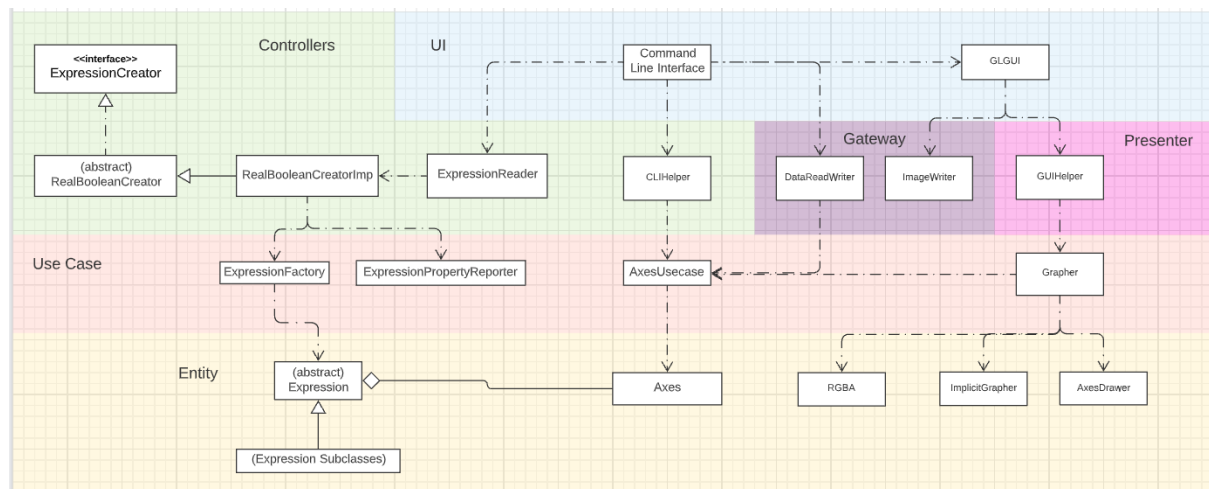 Controllers
UI
<<interface>>
ExpressionCreator
Command
Line Interface
GLGUI
Gateway
Presenter
(abstract)
RealBooleanCreator
RealBooleanCreatorImp
ExpressionReader
CLIHelper
DataReadWriter
ImageWriter
GUIHelper
Use Case
ExpressionFactory
ExpressionPropertyReporter
AxesUsecase
Grapher
Entity
(abstract)
Expression
Axes
RGBA
ImplicitGrapher
AxesDrawer
(Expression Subclasses)